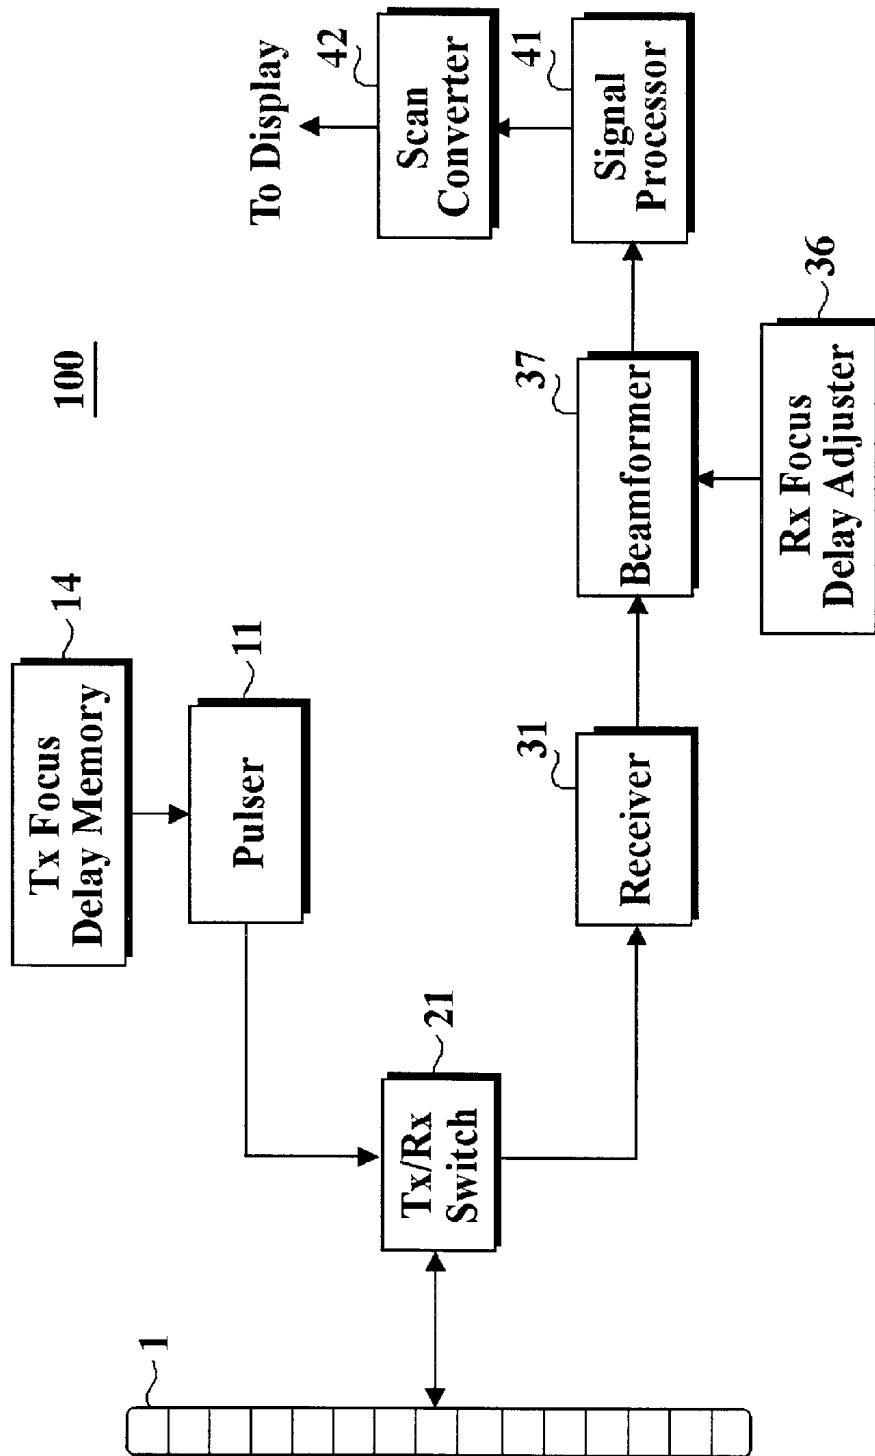 100
Tx Focus
Delay Memory
14
Pulser
11
Tx/Rx
Switch
21
1
Receiver
31
Beamformer
37
Rx Focus
Delay Adjuster
36
Signal
Processor
41
Scan
Converter
42
To Display